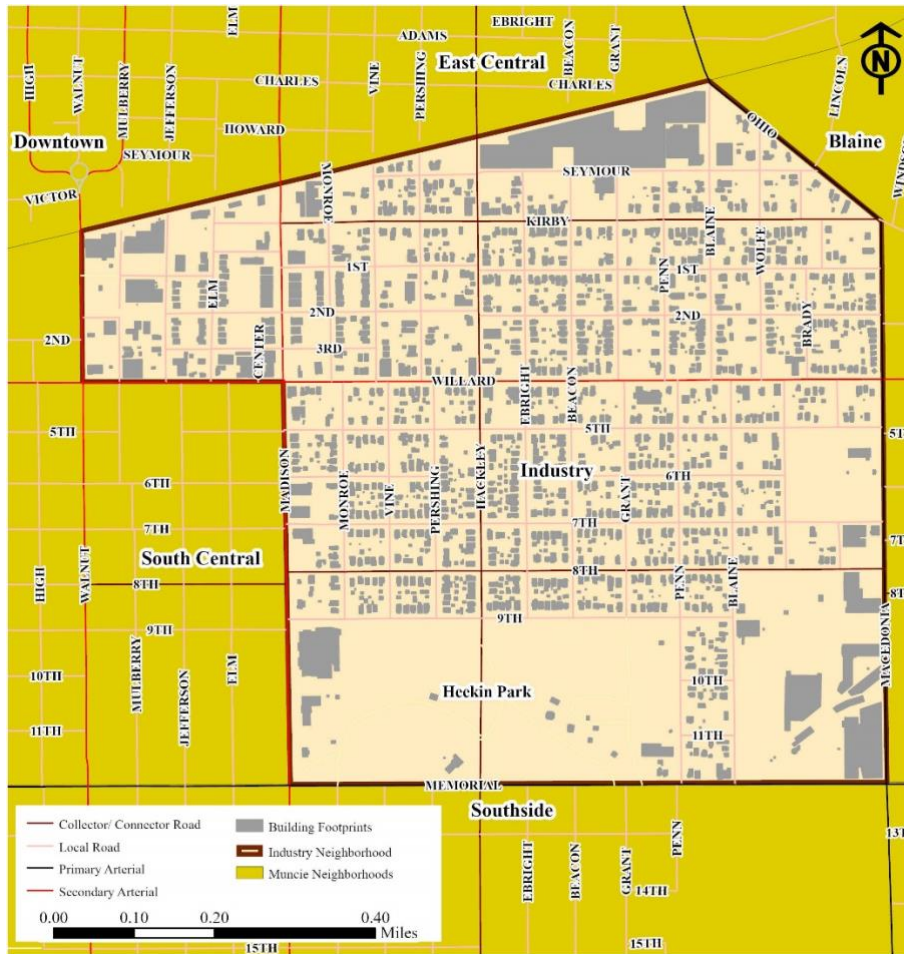 EBRIGHT
ELM
ADAMS
BEACON
GRANT
East Central
HIGH
WALNUT
MULBERRY
JEFFERSON
CHARLES
VINE
PERSHING
CHARLES
LINCOLN
N
HOWARD
OHIO
Downtown
Blaine
SEYMOUR
MONROE
SEYMOUR
VICTOR
KIRBY
BLAINE
WOLFE
1ST
PENN
1ST
ELM
2ND
2ND
BRADY
2ND
CENTER
3RD
WILLARD
EBRIGHT
BEACON
5TH
5TH
Industry
6TH
6TH
MADISON
MONROE
VINE
PERSHING
HACKLEY
GRANT
7TH
7TH
South Central
HIGH
WALNUT
8TH
8TH
PENN
BLAINE
9TH
9TH
MULBERRY
JEFFERSON
ELM
MACEDONIA
10TH
10TH
Heekin Park
11TH
11TH
MEMORIAL
Southside
Collector/ Connector Road
Local Road
Primary Arterial
Secondary Arterial
Building Footprints
Industry Neighborhood
Muncie Neighborhoods
0.00 0.10 0.20 0.40
Miles
EBRIGHT
BEACON
GRANT
PENN
14TH
15TH
15TH